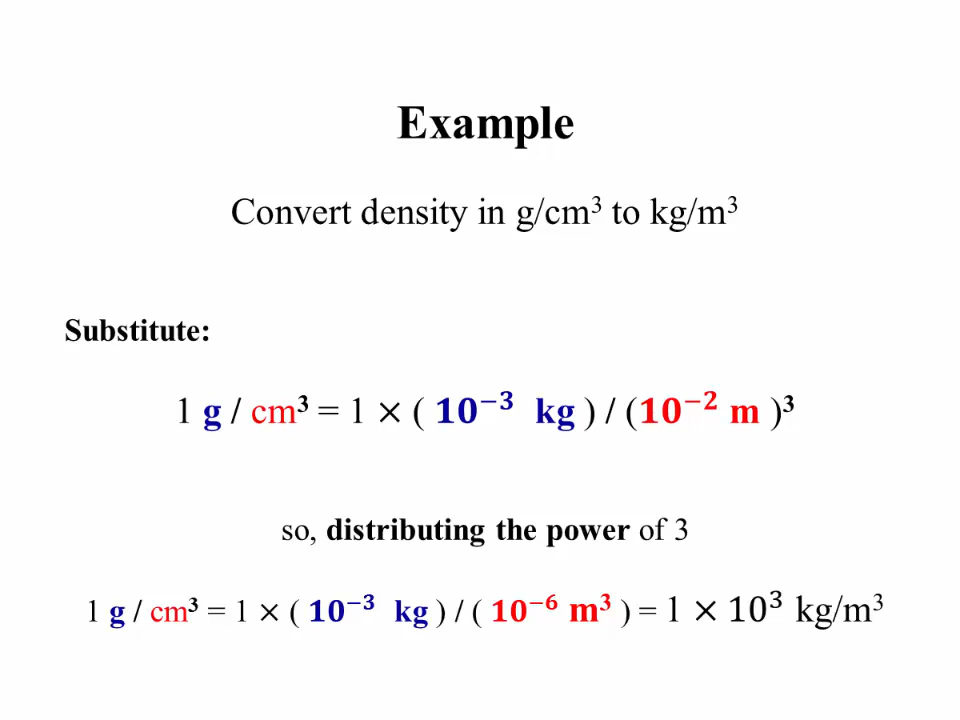 Example
Convert density in g/cm³ to kg/m³
Substitute:
1 g / cm³ = 1 × ( 10⁻³ kg ) / (10⁻² m )³
so, distributing the power of 3
1 g / cm³ = 1 × ( 10⁻³ kg ) / ( 10⁻⁶ m³ ) = 1 × 10³ kg/m³